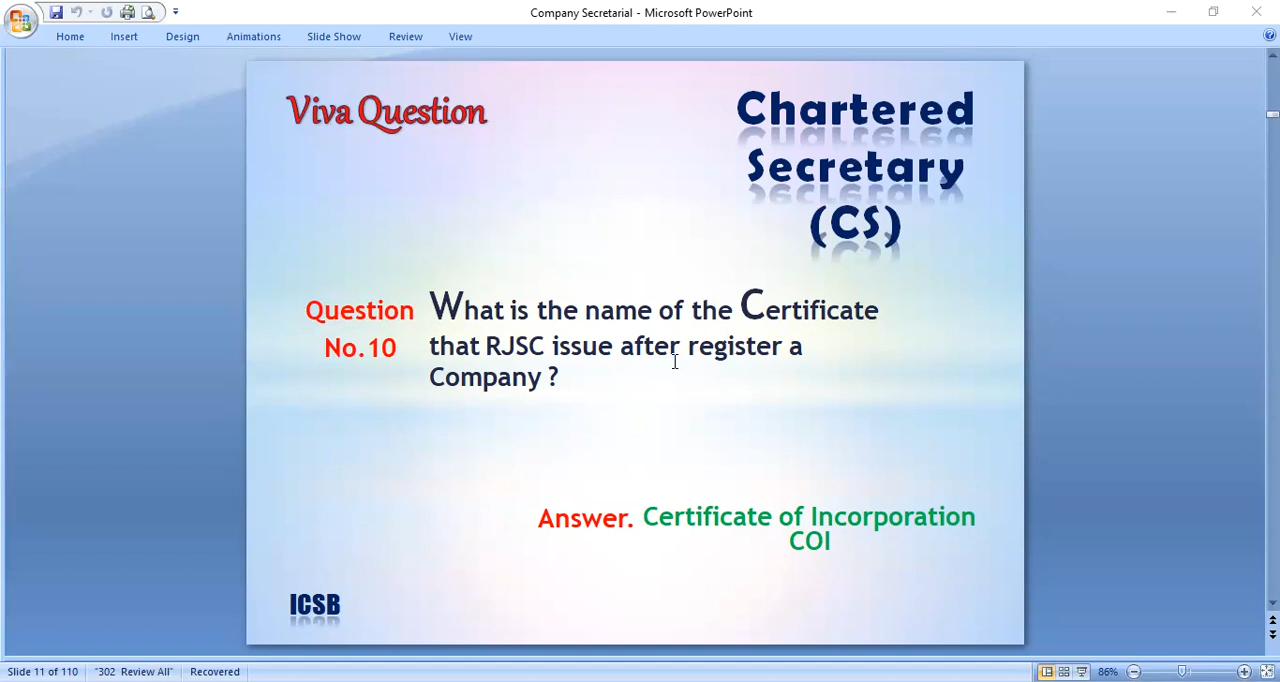 Company Secretarial - Microsoft PowerPoint
Home Insert Design Animations Slide Show Review View
Viva Question
Chartered
Secretary
(CS)
Question
No.10
What is the name of the Certificate
that RJSC issue after register a
Company ?
Answer. Certificate of Incorporation
COI
ICSB
Slide 11 of 110 "302 Review All" Recovered 86%